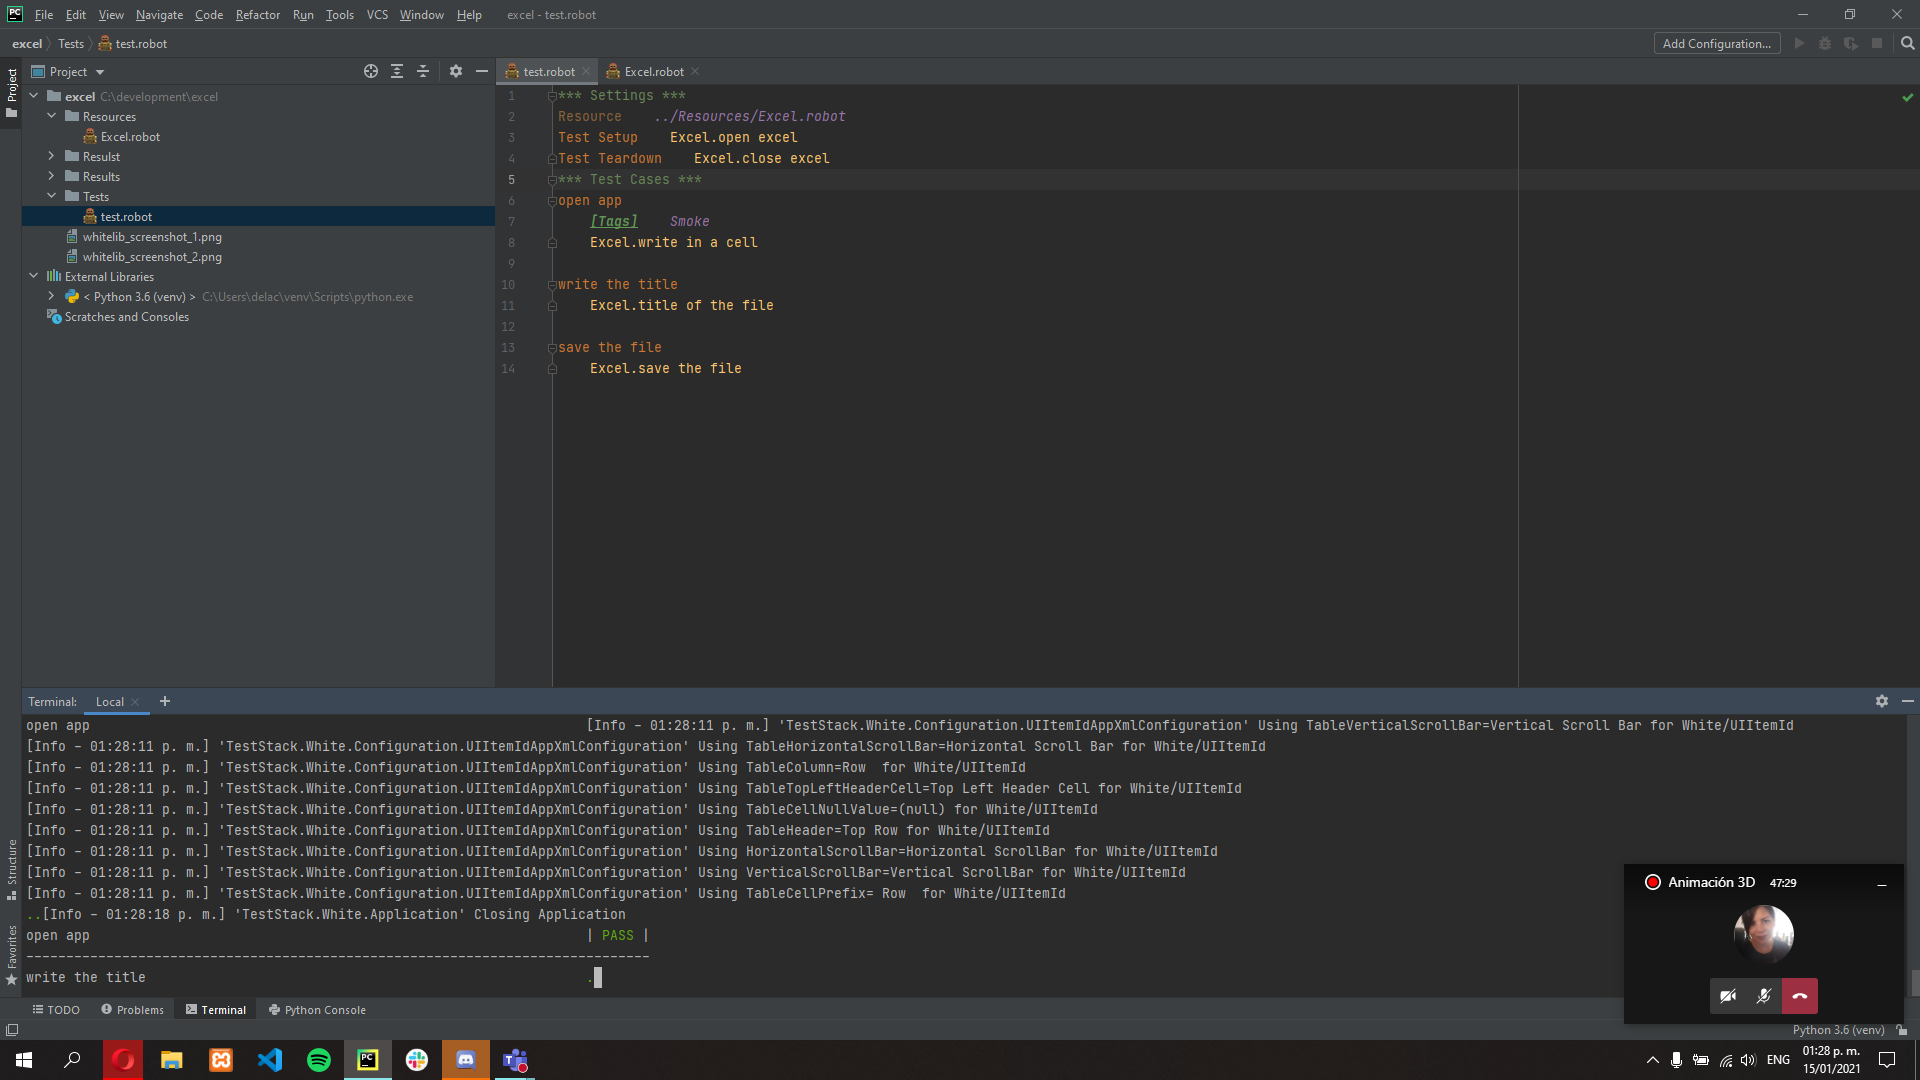 PC File Edit View Navigate Code Refactor Run Tools VCS Window Help excel - test.robot
excel Tests test.robot Add Configuration...
Project test.robot Excel.robot
Project
excel C:\development\excel
Resources
Excel.robot
Resulst
Results
Tests
test.robot
whitelib_screenshot_1.png
whitelib_screenshot_2.png
External Libraries
< Python 3.6 (venv) > C:\Users\delac\venv\Scripts\python.exe
Scratches and Consoles
1 *** Settings ***
2 Resource ../Resources/Excel.robot
3 Test Setup Excel.open excel
4 Test Teardown Excel.close excel
5 *** Test Cases ***
6 open app
7 [Tags] Smoke
8 Excel.write in a cell
9
10 write the title
11 Excel.title of the file
12
13 save the file
14 Excel.save the file
Terminal: Local
open app [Info - 01:28:11 p. m.] 'TestStack.White.Configuration.UIItemIdAppXmlConfiguration' Using TableVerticalScrollBar=Vertical Scroll Bar for White/UIItemId
[Info - 01:28:11 p. m.] 'TestStack.White.Configuration.UIItemIdAppXmlConfiguration' Using TableHorizontalScrollBar=Horizontal Scroll Bar for White/UIItemId
[Info - 01:28:11 p. m.] 'TestStack.White.Configuration.UIItemIdAppXmlConfiguration' Using TableColumn=Row  for White/UIItemId
[Info - 01:28:11 p. m.] 'TestStack.White.Configuration.UIItemIdAppXmlConfiguration' Using TableTopLeftHeaderCell=Top Left Header Cell for White/UIItemId
[Info - 01:28:11 p. m.] 'TestStack.White.Configuration.UIItemIdAppXmlConfiguration' Using TableCellNullValue=(null) for White/UIItemId
[Info - 01:28:11 p. m.] 'TestStack.White.Configuration.UIItemIdAppXmlConfiguration' Using TableHeader=Top Row for White/UIItemId
[Info - 01:28:11 p. m.] 'TestStack.White.Configuration.UIItemIdAppXmlConfiguration' Using HorizontalScrollBar=Horizontal ScrollBar for White/UIItemId
[Info - 01:28:11 p. m.] 'TestStack.White.Configuration.UIItemIdAppXmlConfiguration' Using VerticalScrollBar=Vertical ScrollBar for White/UIItemId
[Info - 01:28:11 p. m.] 'TestStack.White.Configuration.UIItemIdAppXmlConfiguration' Using TableCellPrefix= Row  for White/UIItemId
..[Info - 01:28:18 p. m.] 'TestStack.White.Application' Closing Application
open app | PASS |
------------------------------------------------------------------------------
write the title .
Structure
Favorites
Animación 3D 47:29
TODO Problems Terminal Python Console
Python 3.6 (venv)
PC ENG 01:28 p. m.
15/01/2021